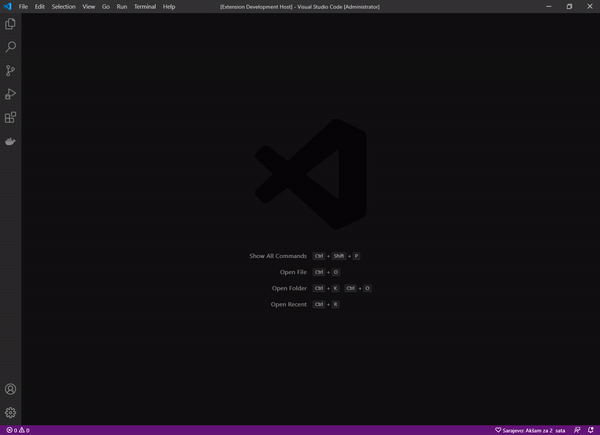 File Edit Selection View Go Run Terminal Help [Extension Development Host] - Visual Studio Code [Administrator]
Show All Commands Ctrl + Shift + P
Open File Ctrl + O
Open Folder Ctrl + K Ctrl + O
Open Recent Ctrl + R
0 0 Sarajevo: Akšam za 2 sata